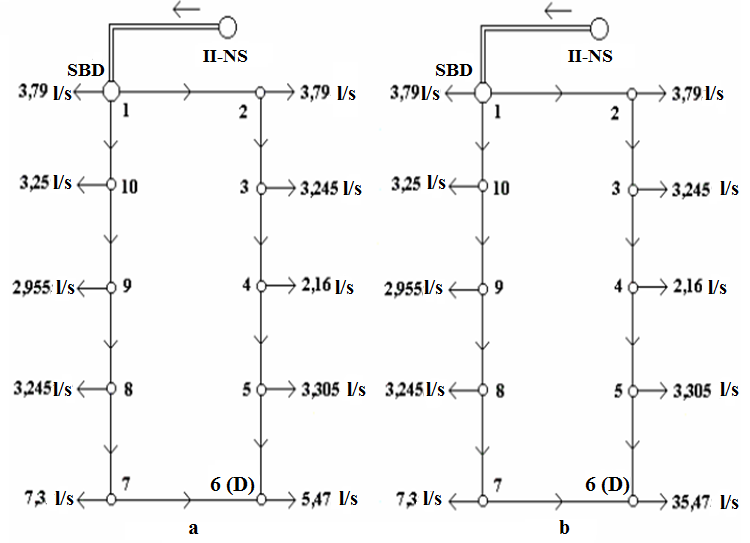 II-NS
SBD
3,79 l/s
1
2
3,79 l/s
3,25 l/s
10
3
3,245 l/s
2,955 l/s
9
4
2,16 l/s
3,245 l/s
8
5
3,305 l/s
7,3 l/s
7
6 (D)
5,47 l/s
a
II-NS
SBD
3,79 l/s
1
2
3,79 l/s
3,25 l/s
10
3
3,245 l/s
2,955 l/s
9
4
2,16 l/s
3,245 l/s
8
5
3,305 l/s
7,3 l/s
7
6 (D)
35,47 l/s
b